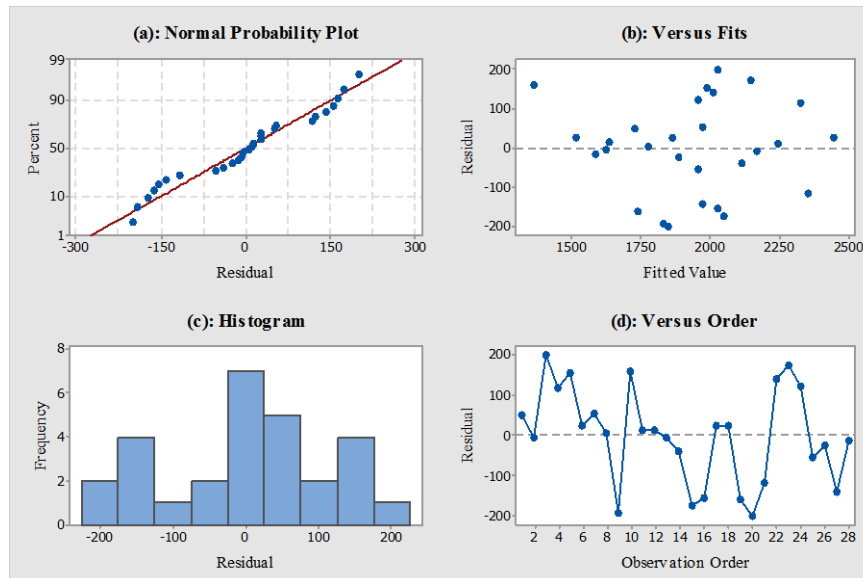 (a): Normal Probability Plot
99
90
50
10
1
Percent
-300 -150 0 150 300
Residual
(b): Versus Fits
200
100
0
-100
-200
Residual
1500 1750 2000 2250 2500
Fitted Value
(c): Histogram
8
6
4
2
0
Frequency
-200 -100 0 100 200
Residual
(d): Versus Order
200
100
0
-100
-200
Residual
2 4 6 8 10 12 14 16 18 20 22 24 26 28
Observation Order